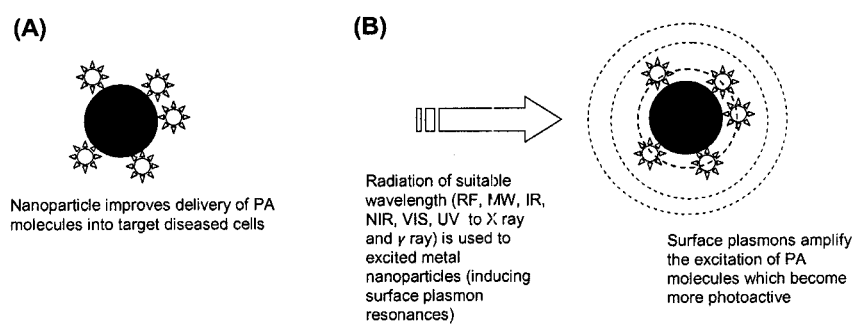 (A)
Nanoparticle improves delivery of PA
molecules into target diseased cells
(B)
Radiation of suitable
wavelength (RF, MW, IR,
NIR, VIS, UV to X ray
and γ ray) is used to
excited metal
nanoparticles (inducing
surface plasmon
resonances)
Surface plasmons amplify
the excitation of PA
molecules which become
more photoactive